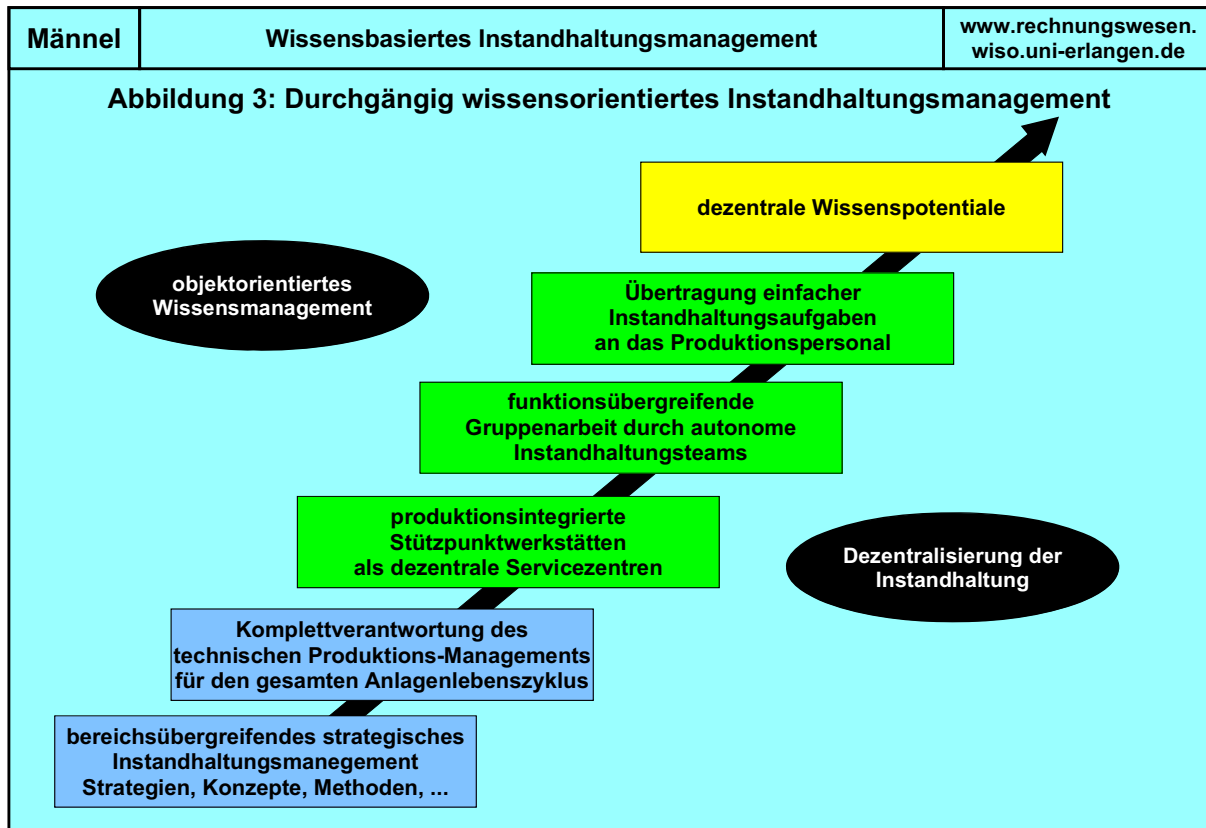 Männel
Wissensbasiertes Instandhaltungsmanagement
www.rechnungswesen.
wiso.uni-erlangen.de
Abbildung 3: Durchgängig wissensorientiertes Instandhaltungsmanagement
dezentrale Wissenspotentiale
objektorientiertes
Wissensmanagement
Übertragung einfacher
Instandhaltungsaufgaben
an das Produktionspersonal
funktionsübergreifende
Gruppenarbeit durch autonome
Instandhaltungsteams
produktionsintegrierte
Stützpunktwerkstätten
als dezentrale Servicezentren
Dezentralisierung der
Instandhaltung
Komplettverantwortung des
technischen Produktions-Managements
für den gesamten Anlagenlebenszyklus
bereichsübergreifendes strategisches
Instandhaltungsmanegement
Strategien, Konzepte, Methoden, ...